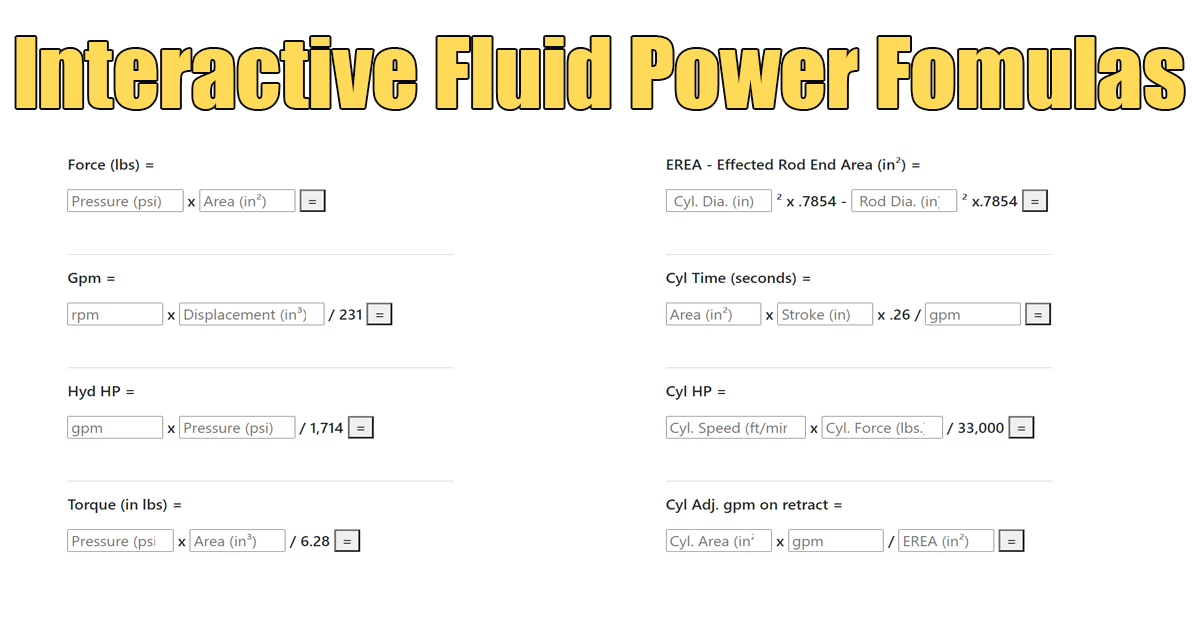 Interactive Fluid Power Fomulas
Force (lbs) =
Pressure (psi) x Area (in²) =
Gpm =
rpm x Displacement (in³) / 231 =
Hyd HP =
gpm x Pressure (psi) / 1,714 =
Torque (in lbs) =
Pressure (psi x Area (in³) / 6.28 =
EREA - Effected Rod End Area (in²) =
Cyl. Dia. (in) ² x .7854 - Rod Dia. (in) ² x.7854 =
Cyl Time (seconds) =
Area (in²) x Stroke (in) x .26 / gpm =
Cyl HP =
Cyl. Speed (ft/min x Cyl. Force (lbs.) / 33,000 =
Cyl Adj. gpm on retract =
Cyl. Area (in² x gpm / EREA (in²) =